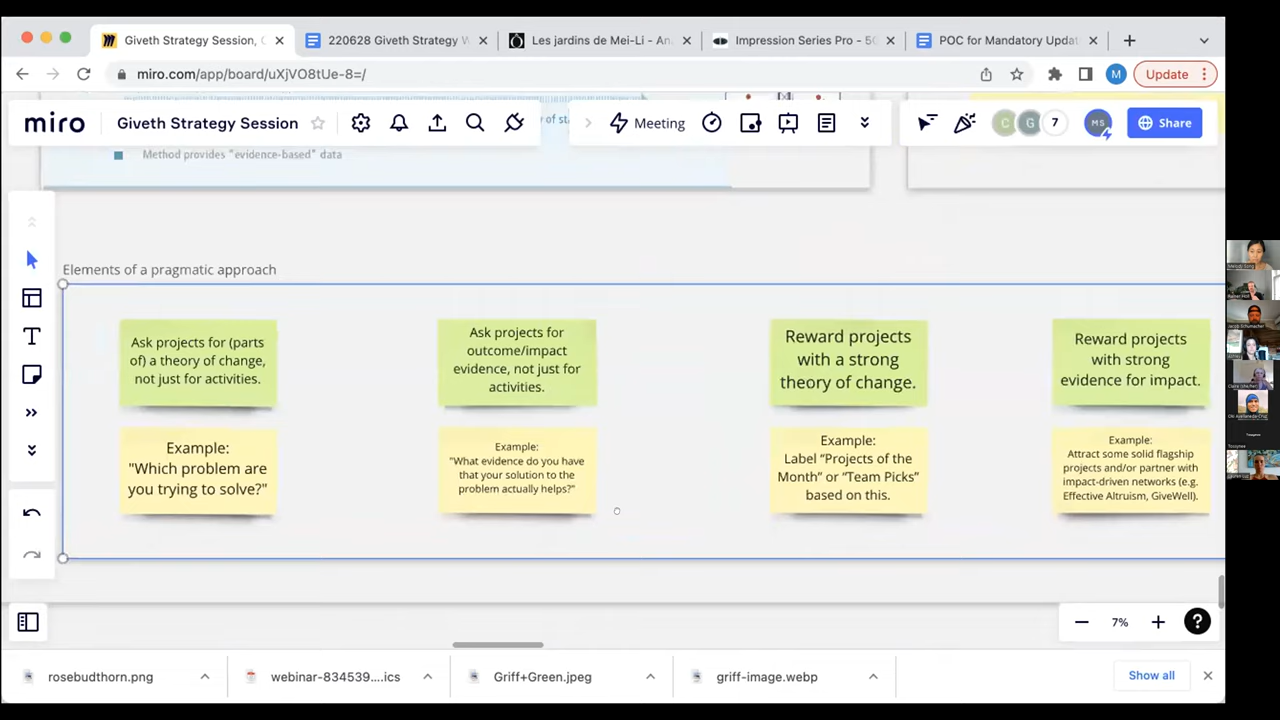 Giveth Strategy Session,
220628 Giveth Strategy W
Les jardins de Mei-Li - An
Impression Series Pro - 50
POC for Mandatory Updat
miro.com/app/board/uXjVO8tUe-8=/
M
Update
miro
Giveth Strategy Session
Meeting
C
G
7
MS
Share
of sta
Method provides "evidence-based" data
Elements of a pragmatic approach
Ask projects for (parts
of) a theory of change,
not just for activities.
Ask projects for
outcome/impact
evidence, not just for
activities.
Reward projects
with a strong
theory of change.
Reward projects
with strong
evidence for impact.
Example:
"Which problem are
you trying to solve?"
Example:
"What evidence do you have
that your solution to the
problem actually helps?"
Example:
Label “Projects of the
Month” or “Team Picks”
based on this.
Example:
Attract some solid flagship
projects and/or partner with
impact-driven networks (e.g.
Effective Altruism, GiveWell).
7%
?
rosebudthorn.png
webinar-834539....ics
Griff+Green.jpeg
griff-image.webp
Show all